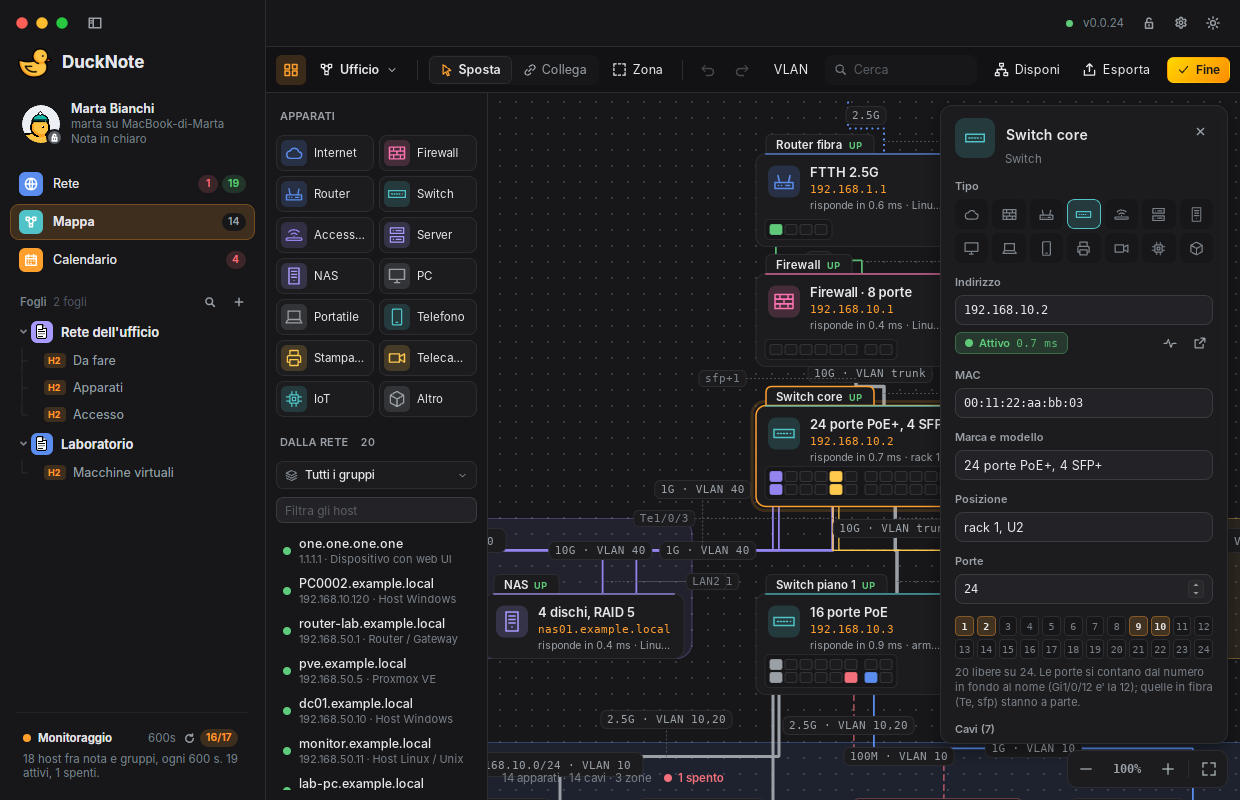 v0.0.24
DuckNote
Marta Bianchi
marta su MacBook-di-Marta
Nota in chiaro
Rete 1 19
Mappa 14
Calendario 4
Fogli 2 fogli
Rete dell'ufficio
H2 Da fare
H2 Apparati
H2 Accesso
Laboratorio
H2 Macchine virtuali
Monitoraggio 600s 16/17
18 host fra nota e gruppi, ogni 600 s. 19
attivi, 1 spenti.
Ufficio Sposta Collega Zona VLAN Cerca Disponi Esporta Fine
APPARATI
Internet Firewall
Router Switch
Access... Server
NAS PC
Portatile Telefono
Stampa... Teleca...
IoT Altro
DALLA RETE 20
Tutti i gruppi
Filtra gli host
one.one.one.one
1.1.1.1 · Dispositivo con web UI
PC0002.example.local
192.168.10.120 · Host Windows
router-lab.example.local
192.168.50.1 · Router / Gateway
pve.example.local
192.168.50.5 · Proxmox VE
dc01.example.local
192.168.50.10 · Host Windows
monitor.example.local
192.168.50.11 · Host Linux / Unix
lab-pc.example.local
2.5G
Router fibra UP
FTTH 2.5G
192.168.1.1
risponde in 0.6 ms · Linu...
Firewall UP
Firewall · 8 porte
192.168.10.1
risponde in 0.4 ms · Linu...
10G · VLAN trunk
sfp+1
Switch core UP
24 porte PoE+, 4 SFP
192.168.10.2
risponde in 0.7 ms · rack 1
1G · VLAN 40
Te1/0/3
10G · VLAN trun
10G · VLAN 40
1G · VLAN 40
LAN2 1
NAS UP
4 dischi, RAID 5
nas01.example.local
risponde in 0.4 ms · Linu...
Switch piano 1 UP
16 porte PoE
192.168.10.3
risponde in 0.9 ms · arm...
2.5G · VLAN 10,20
2.5G · VLAN 10,20
100M · VLAN 10
1G · VLAN 10
68.10.0/24 · VLAN 10
14 apparati · 14 cavi · 3 zone 1 spento
Switch core
Switch
Tipo
Indirizzo
192.168.10.2
Attivo 0.7 ms
MAC
00:11:22:aa:bb:03
Marca e modello
24 porte PoE+, 4 SFP+
Posizione
rack 1, U2
Porte
24
1 2 3 4 5 6 7 8 9 10 11 12
13 14 15 16 17 18 19 20 21 22 23 24
20 libere su 24. Le porte si contano dal numero
in fondo al nome (Gi1/0/12 e' la 12); quelle in fibra
(Te, sfp) stanno a parte.
Cavi (7)
100%